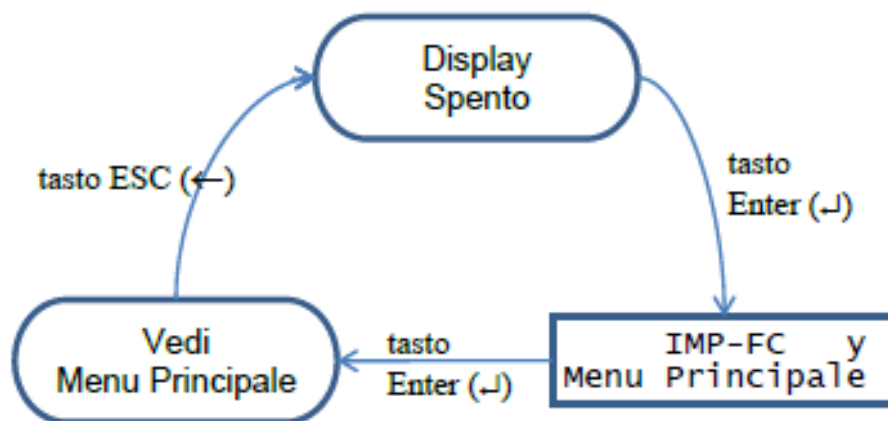 Display
Spento
tasto ESC (←)
tasto
Enter (↵)
Vedi
Menu Principale
tasto
Enter (↵)
IMP-FC y
Menu Principale